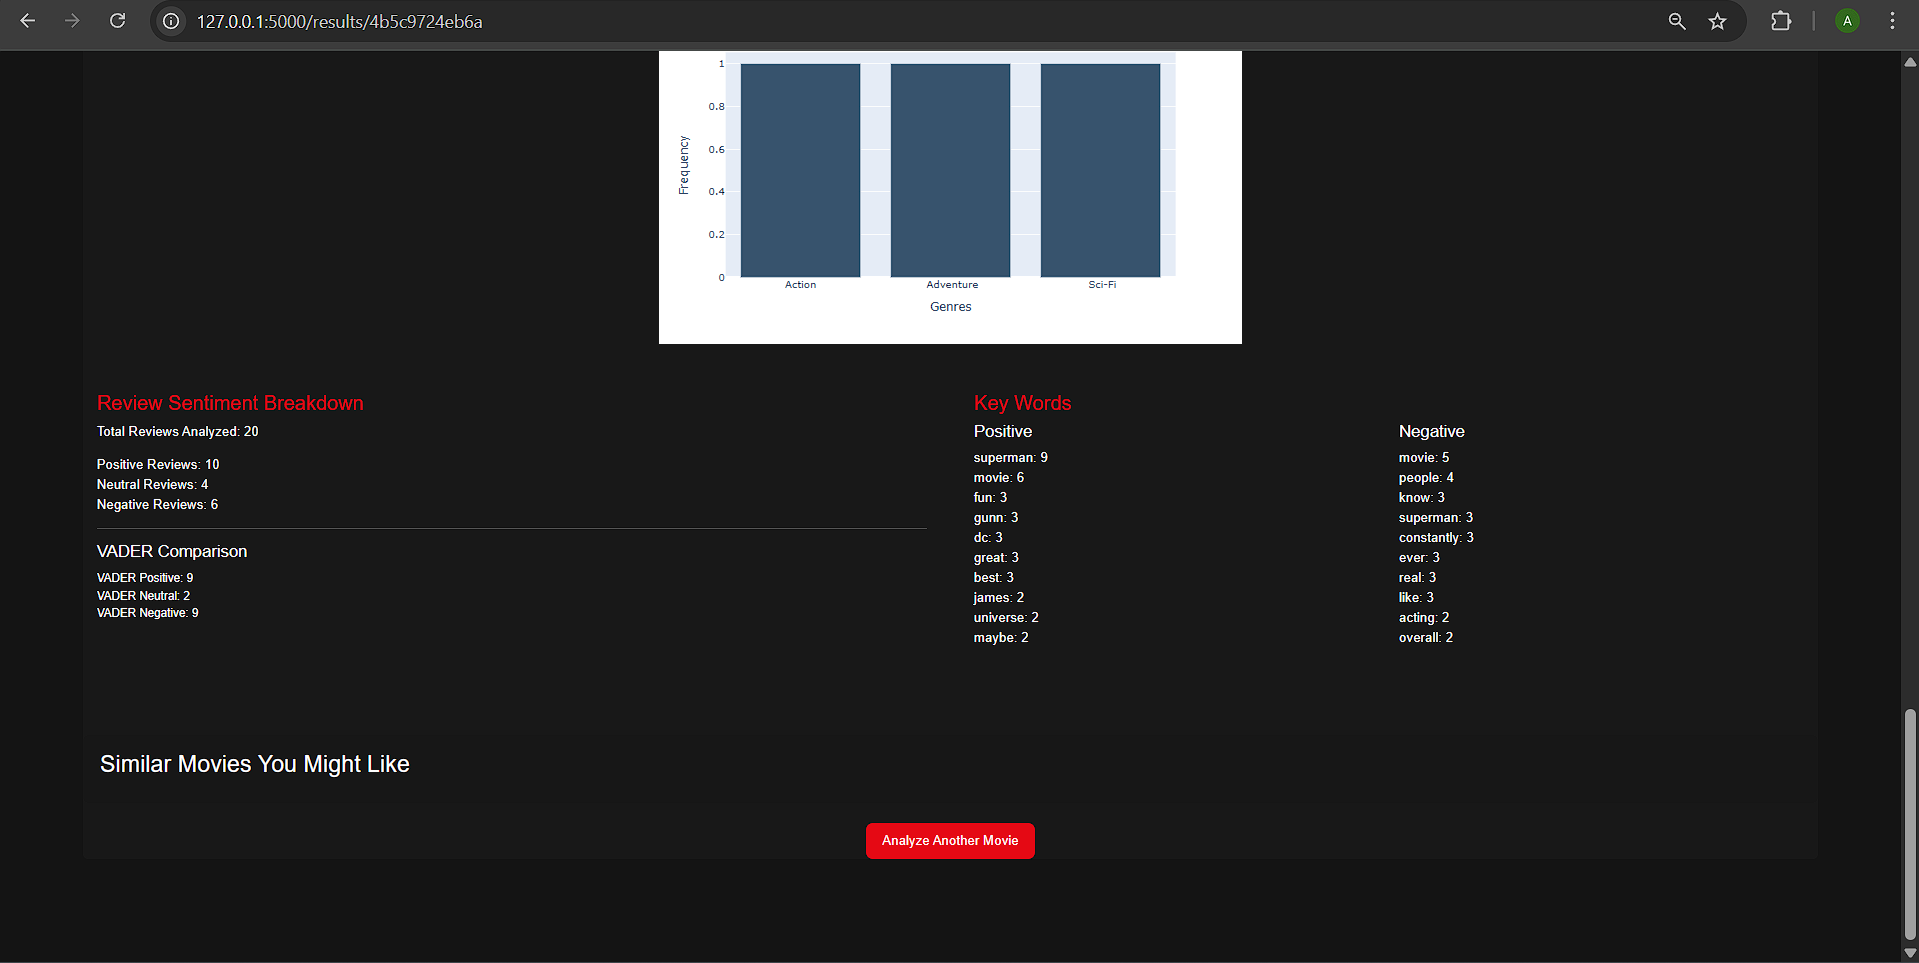 127.0.0.1:5000/results/4b5c9724eb6a
A
1
0.8
0.6
0.4
0.2
0
Frequency
Action
Adventure
Sci-Fi
Genres
Review Sentiment Breakdown
Total Reviews Analyzed: 20
Positive Reviews: 10
Neutral Reviews: 4
Negative Reviews: 6
VADER Comparison
VADER Positive: 9
VADER Neutral: 2
VADER Negative: 9
Key Words
Positive
superman: 9
movie: 6
fun: 3
gunn: 3
dc: 3
great: 3
best: 3
james: 2
universe: 2
maybe: 2
Negative
movie: 5
people: 4
know: 3
superman: 3
constantly: 3
ever: 3
real: 3
like: 3
acting: 2
overall: 2
Similar Movies You Might Like
Analyze Another Movie